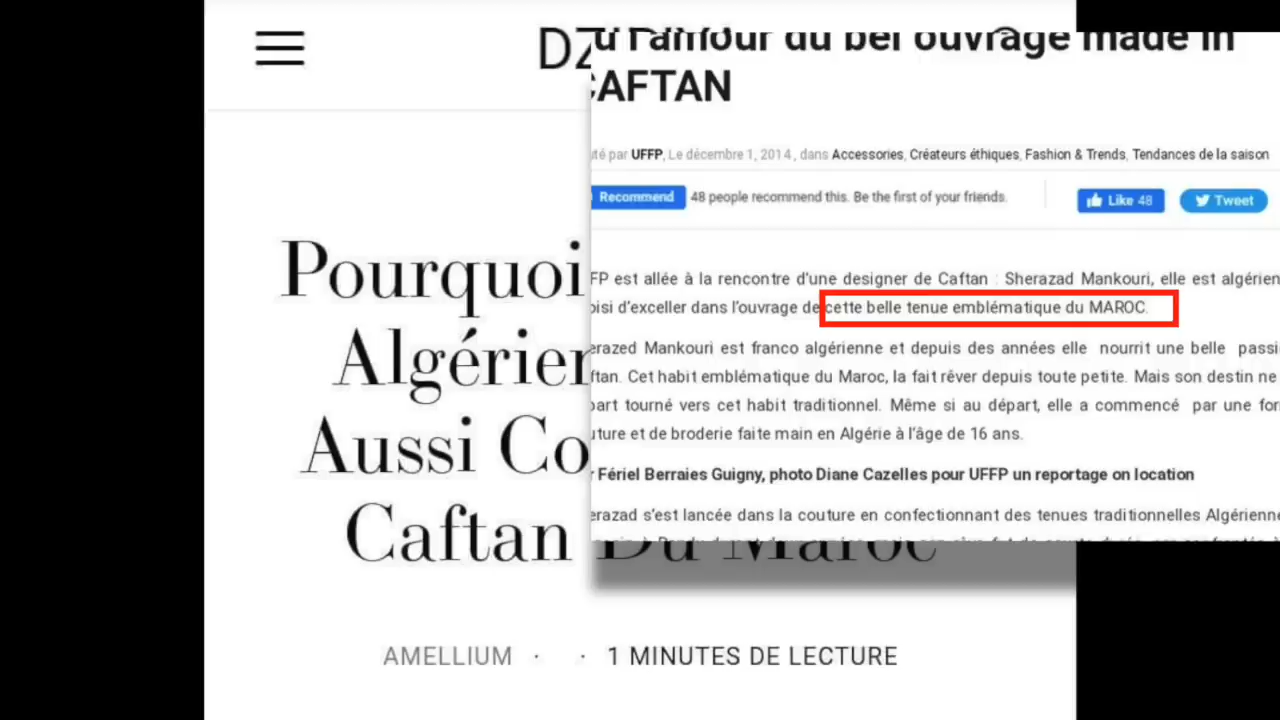 DZ
Pourquoi
Algérien
Aussi Co
Caftan Du Maroc
AMELLIUM · · 1 MINUTES DE LECTURE
u l'amour du bel ouvrage made in
CAFTAN
té par UFFP, Le décembre 1, 2014, dans Accessories, Créateurs éthiques, Fashion & Trends, Tendances de la saison
Recommend 48 people recommend this. Be the first of your friends.
Like 48 Tweet
FP est allée à la rencontre d'une designer de Caftan : Sherazad Mankouri, elle est algérien
oisi d'exceller dans l'ouvrage de cette belle tenue emblématique du MAROC.
erazed Mankouri est franco algérienne et depuis des années elle nourrit une belle passi
ftan. Cet habit emblématique du Maroc, la fait rêver depuis toute petite. Mais son destin ne
part tourné vers cet habit traditionnel. Même si au départ, elle a commencé par une for
uture et de broderie faite main en Algérie à l'âge de 16 ans.
r Fériel Berraies Guigny, photo Diane Cazelles pour UFFP un reportage on location
erazad s'est lancée dans la couture en confectionnant des tenues traditionnelles Algérienne